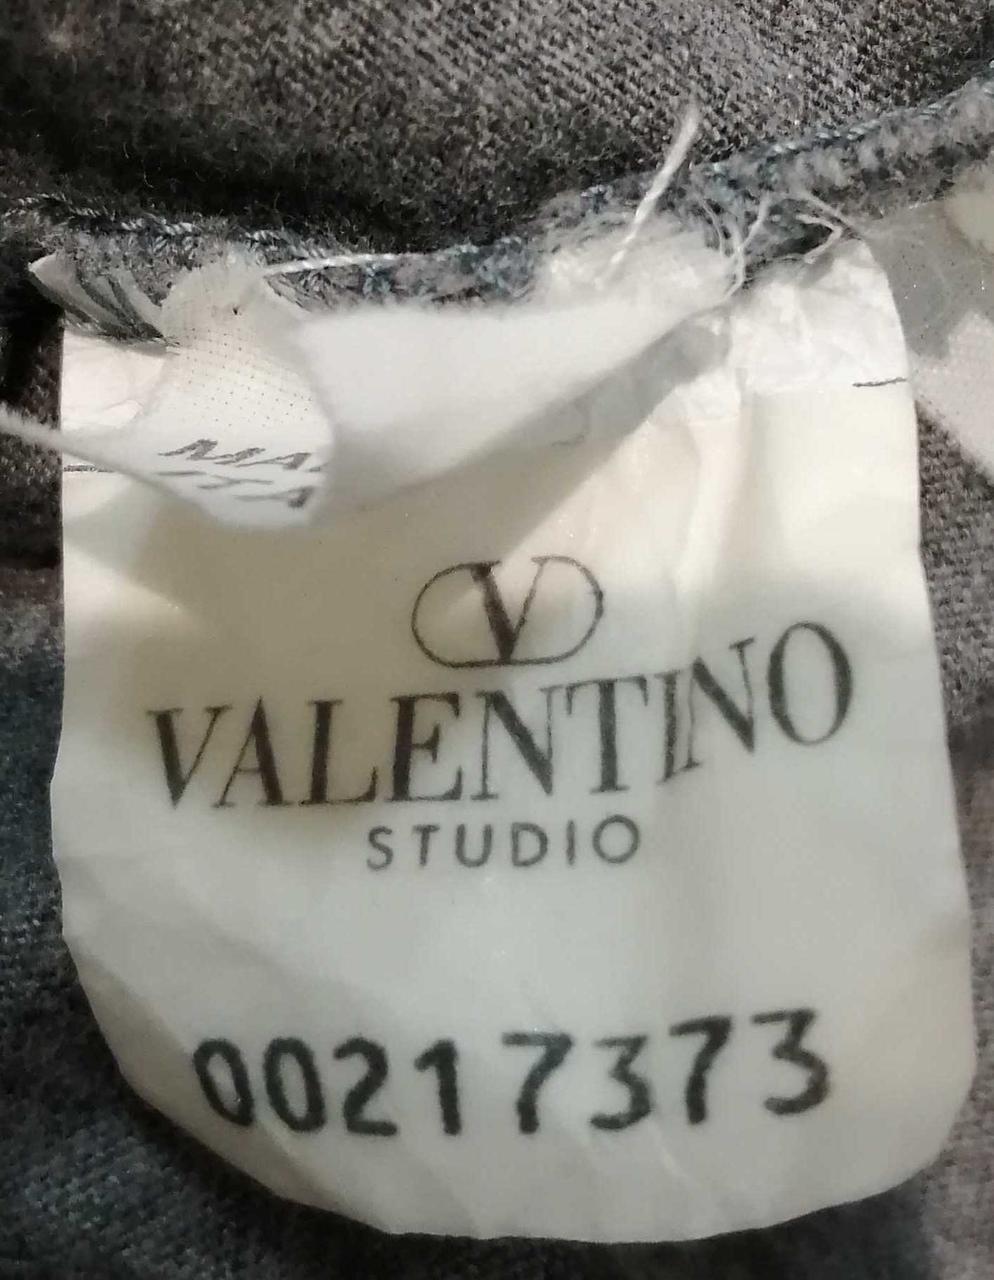 V
VALENTINO
STUDIO
00217373